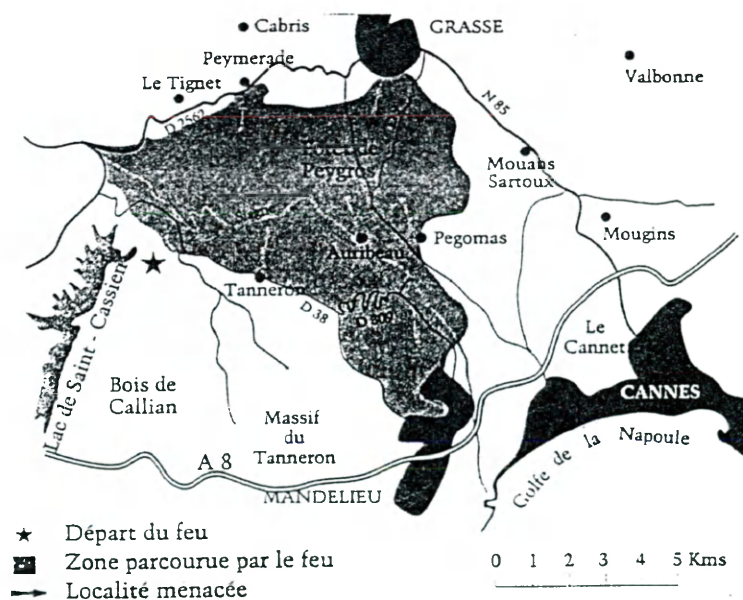 Cabris
GRASSE
Peymerade
Valbonne
Le Tignet
N 85
D 2562
Forêt de
Peygros
Mouans
Sartoux
Siagne
Auribeau
Pegomas
Mougins
Tanneron
D 38
D 809
Lac de Saint - Cassien
Le
Cannet
Bois de
Callian
CANNES
Massif
du
Tanneron
Golfe de la Napoule
A 8
MANDELIEU
Départ du feu
Zone parcourue par le feu
Localité menacée
0 1 2 3 4 5 Kms